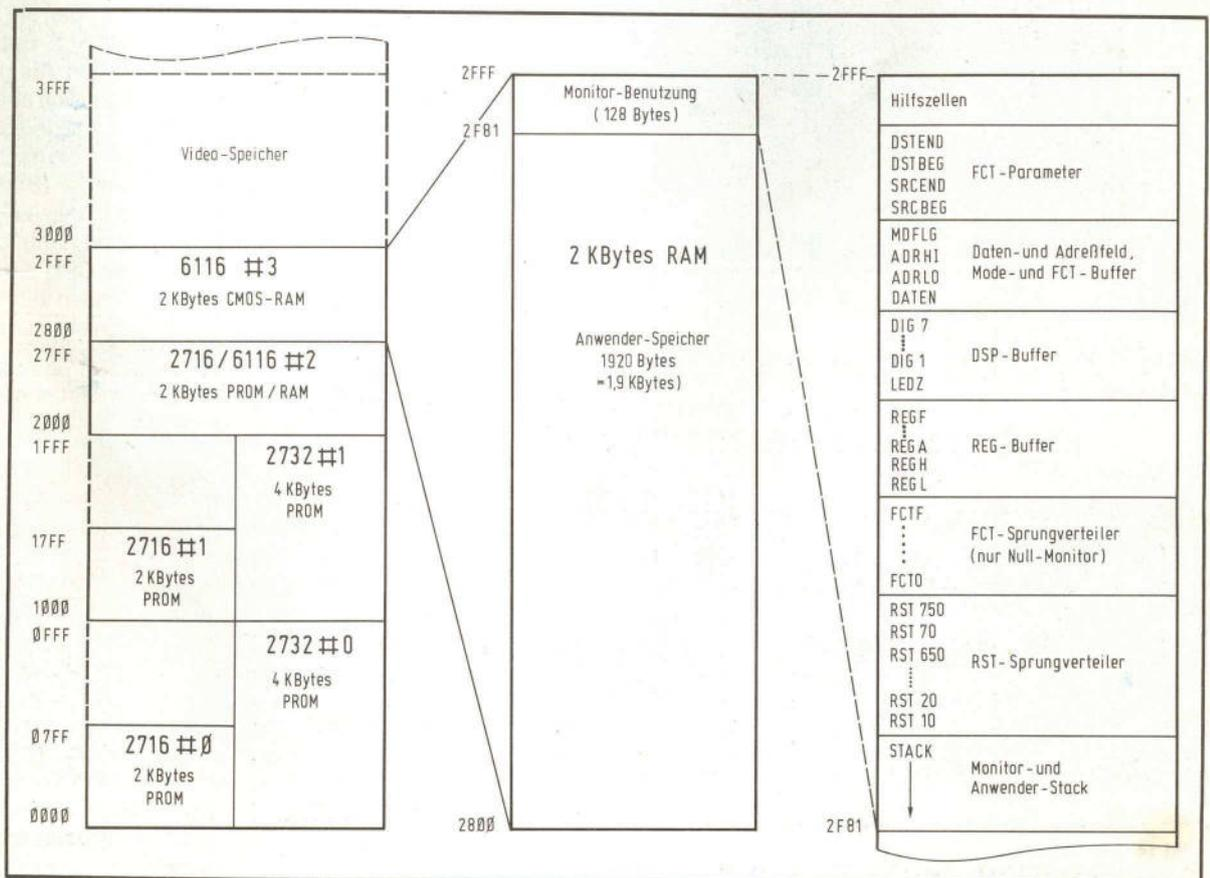 3FFF
Video-Speicher
3000
2FFF
6116 #3
2 KBytes CMOS-RAM
2800
27FF
2716/6116 #2
2 KBytes PROM/RAM
2000
1FFF
2732 #1
4 KBytes
PROM
17FF
2716 #1
2 KBytes
PROM
1000
0FFF
2732 #0
4 KBytes
PROM
07FF
2716 #0
2 KBytes
PROM
0000
2FFF
Monitor-Benutzung
(128 Bytes)
2F81
2 KBytes RAM
Anwender-Speicher
1920 Bytes
=1,9 KBytes)
2800
2FFF
Hilfszellen
DSTEND
DSTBEG
SRCEND
SRCBEG
FCT-Parameter
MDFLG
ADRHI
ADRLO
DATEN
Daten-und Adreßfeld,
Mode-und FCT-Buffer
DIG 7
DIG 1
LEDZ
DSP-Buffer
REGF
REGA
REGH
REGL
REG-Buffer
FCTF
FCT0
FCT-Sprungverteiler
(nur Null-Monitor)
RST 750
RST 70
RST 650
RST 20
RST 10
RST-Sprungverteiler
STACK
Monitor-und
Anwender-Stack
2F81